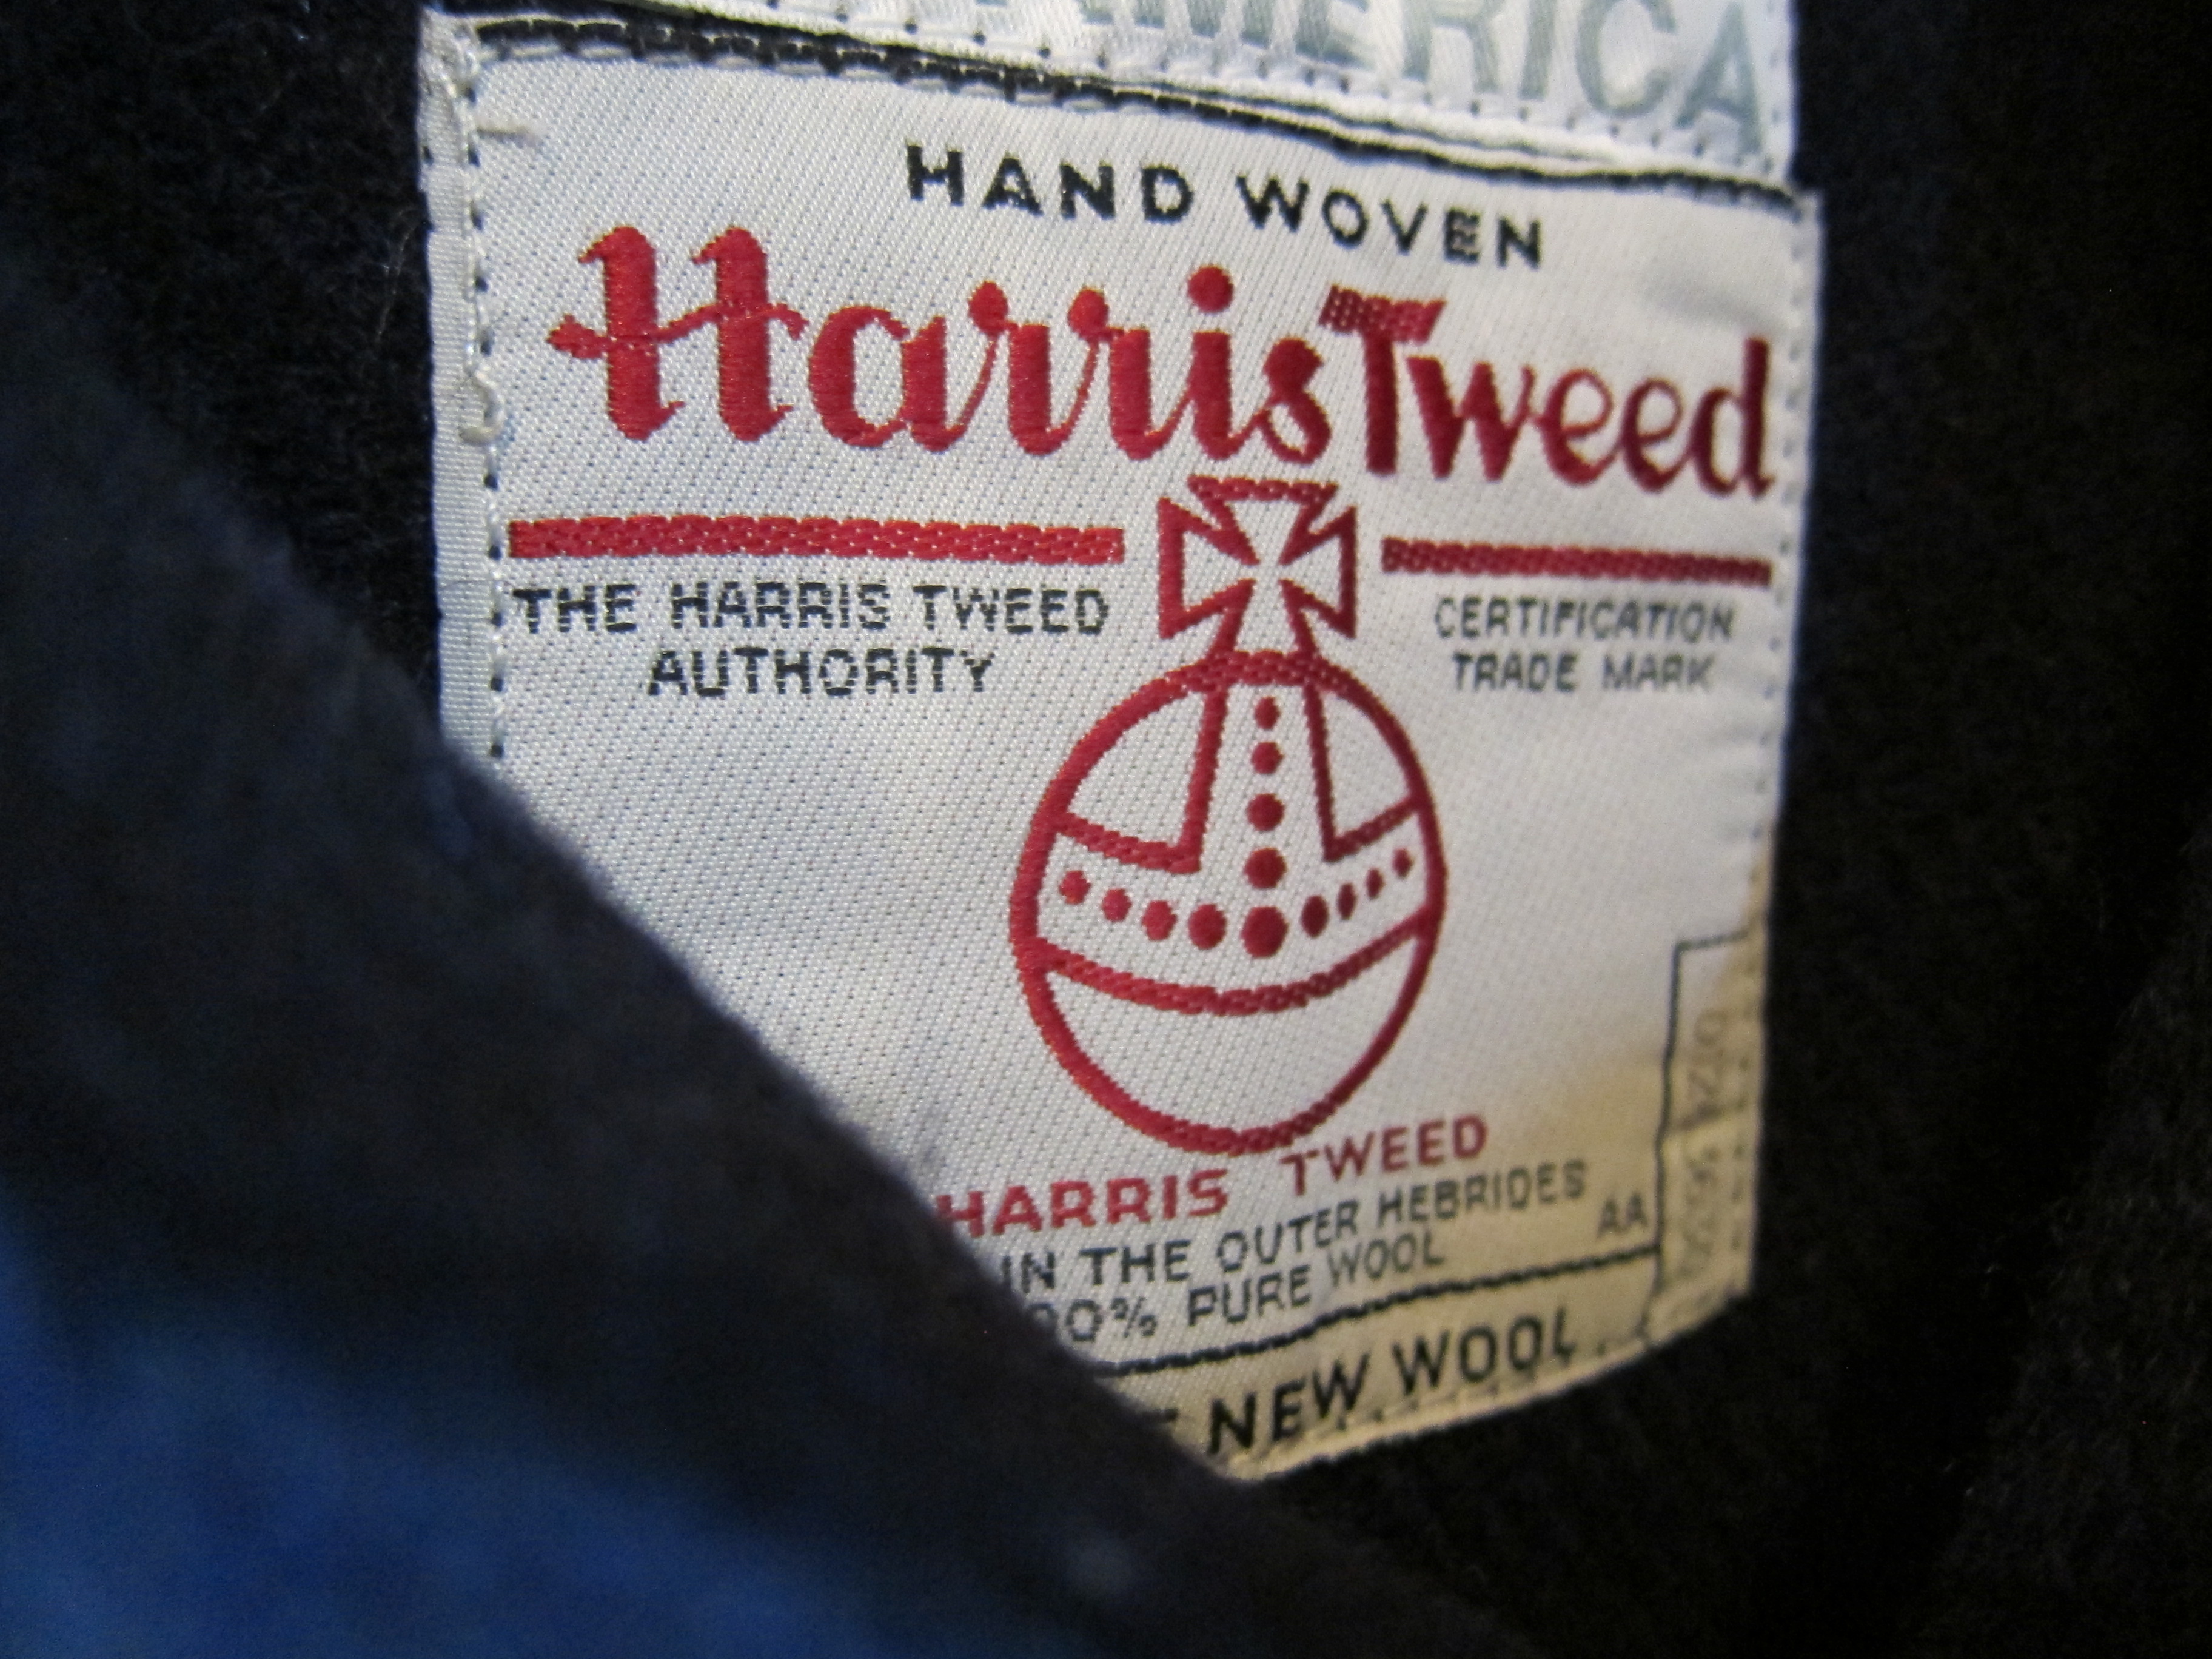 AMERICA
HAND WOVEN
Harris Tweed
THE HARRIS TWEED
AUTHORITY
CERTIFICATION
TRADE MARK
HARRIS TWEED
IN THE OUTER HEBRIDES
00% PURE WOOL
AA
NEW WOOL